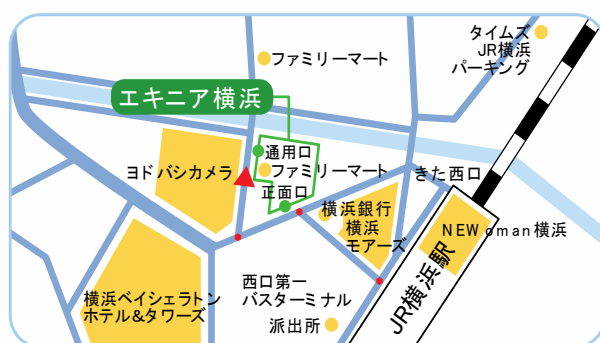 タイムズ
JR横浜
パーキング
ファミリーマート
エキニア横浜
通用口
ヨドバシカメラ
ファミリーマート
きた西口
正面口
横浜銀行
横浜
モアーズ
NEWoman横浜
JR横浜駅
西口第一
バスターミナル
横浜ベイシェラトン
ホテル&タワーズ
派出所